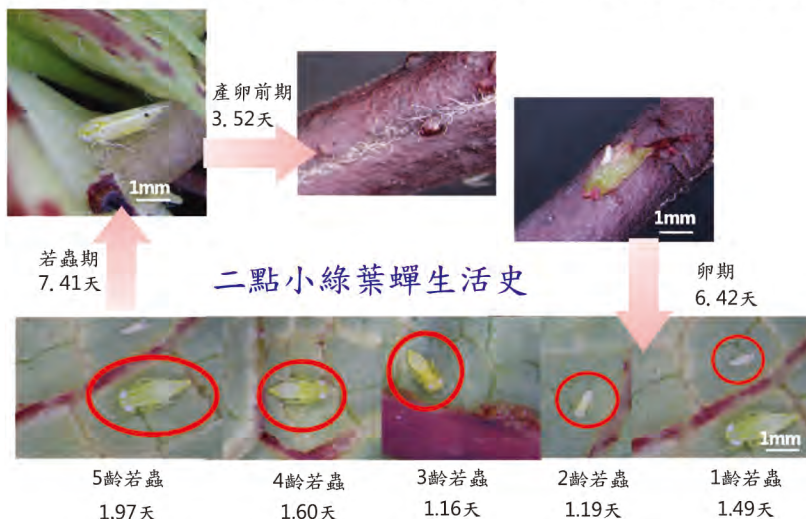 產卵前期
3.52天
1mm
1mm
若蟲期
7.41天
二點小綠葉蟬生活史
卵期
6.42天
1mm
5齡若蟲
4齡若蟲
3齡若蟲
2齡若蟲
1齡若蟲
1.97天
1.60天
1.16天
1.19天
1.49天